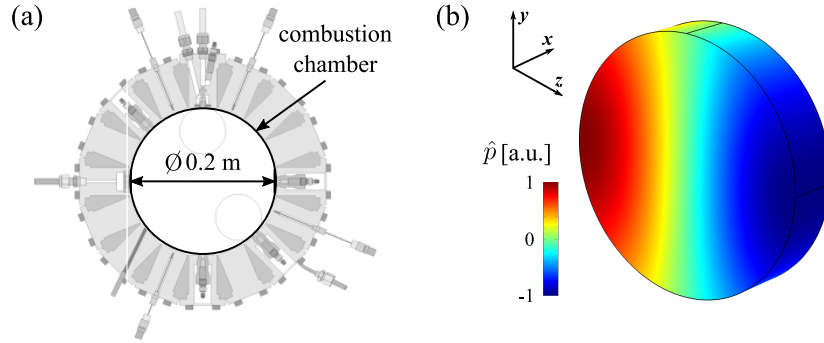 (a)
combustion
chamber
Ø 0.2 m
(b)
y
x
z
p̂ [a.u.]
1
0
-1